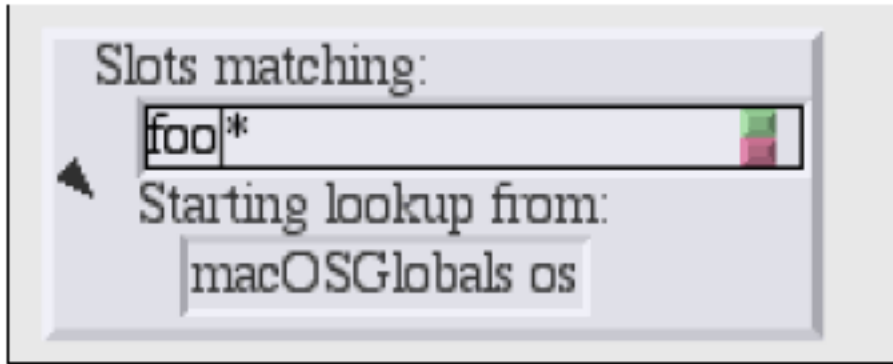 Slots matching:
foo*
Starting lookup from:
macOSGlobals os